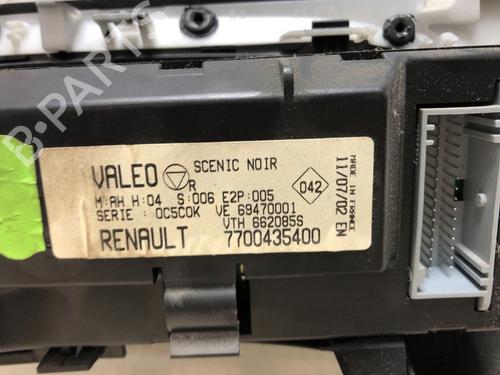 B-PARTS
VALEO R SCENIC NOIR
M:AH H:04 S:006 E2P:005
SERIE : 0C5C0K VE 69470001
VTH 662085S
RENAULT 7700435400
042
MADE IN FRANCE
11/07/02 EN